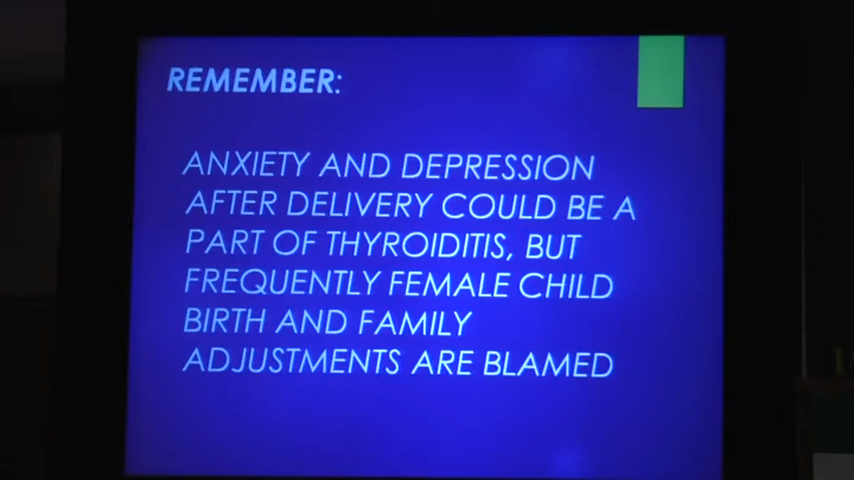 REMEMBER:
ANXIETY AND DEPRESSION
AFTER DELIVERY COULD BE A
PART OF THYROIDITIS, BUT
FREQUENTLY FEMALE CHILD
BIRTH AND FAMILY
ADJUSTMENTS ARE BLAMED